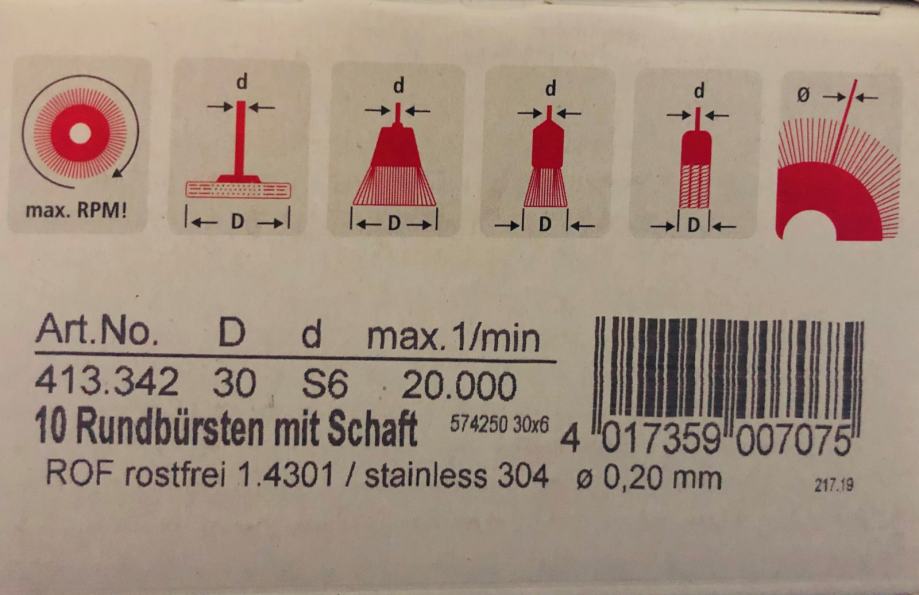 d d d d ø
max. RPM! D D D D
Art.No. D d max.1/min
413.342 30 S6 20.000
10 Rundbürsten mit Schaft 574250 30x6
4 017359 007075
ROF rostfrei 1.4301 / stainless 304 ø 0,20 mm 217.19